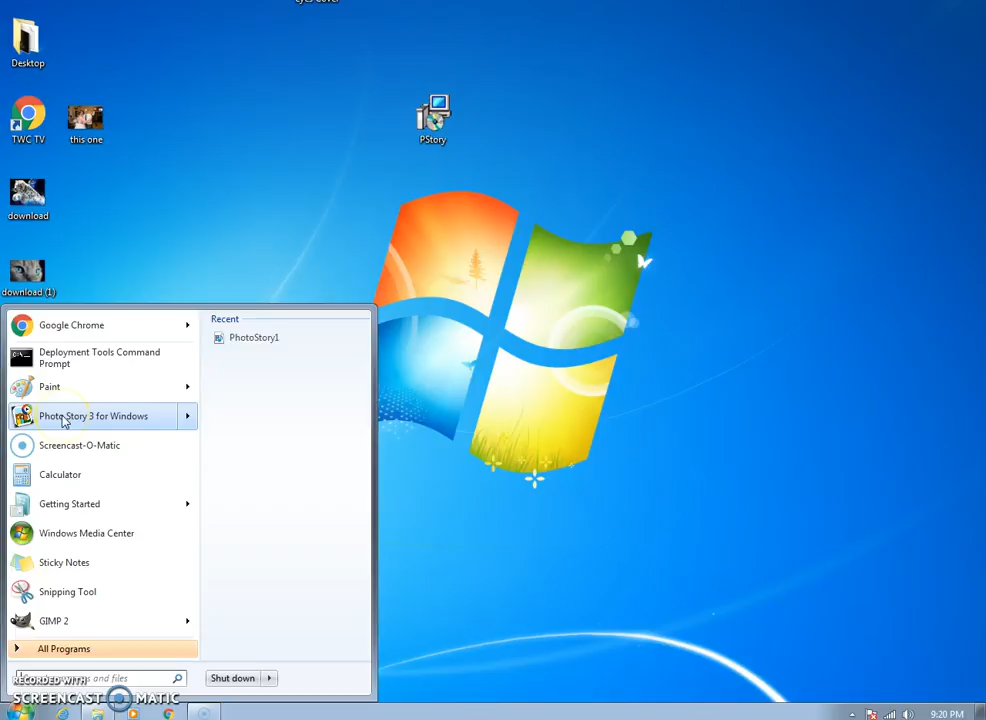 eyes cover
Desktop
TWC TV
this one
PStory
download
download (1)
Google Chrome
Recent
PhotoStory1
Deployment Tools Command
Prompt
Paint
Photo Story 3 for Windows
Screencast-O-Matic
Calculator
Getting Started
Windows Media Center
Sticky Notes
Snipping Tool
GIMP 2
All Programs
RECORDED WITH
and files
Shut down
SCREENCAST MATIC
9:20 PM